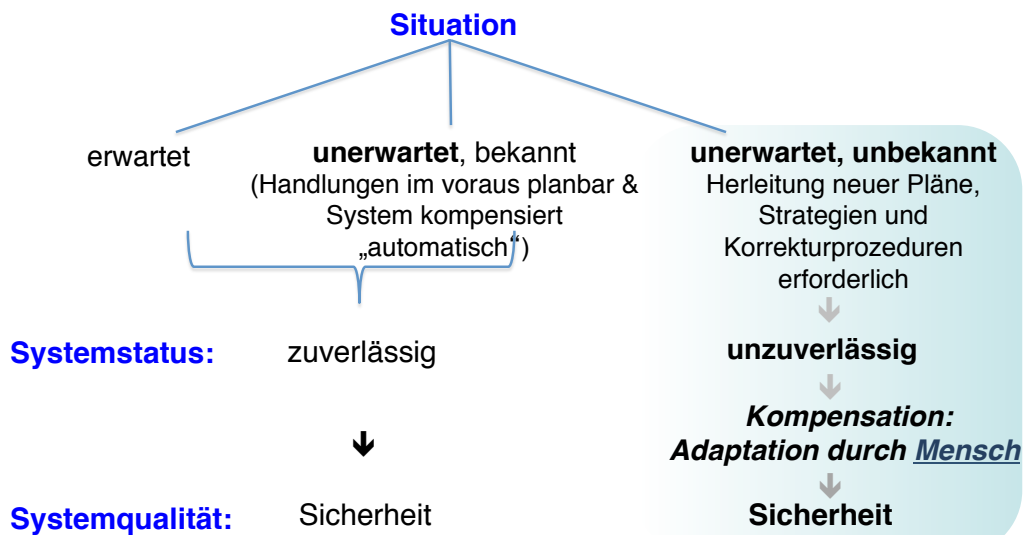 Situation
erwartet
unerwartet, bekannt
(Handlungen im voraus planbar &
System kompensiert
„automatisch“)
unerwartet, unbekannt
Herleitung neuer Pläne,
Strategien und
Korrekturprozeduren
erforderlich
Systemstatus:
zuverlässig
unzuverlässig
Kompensation:
Adaptation durch Mensch
Systemqualität:
Sicherheit
Sicherheit